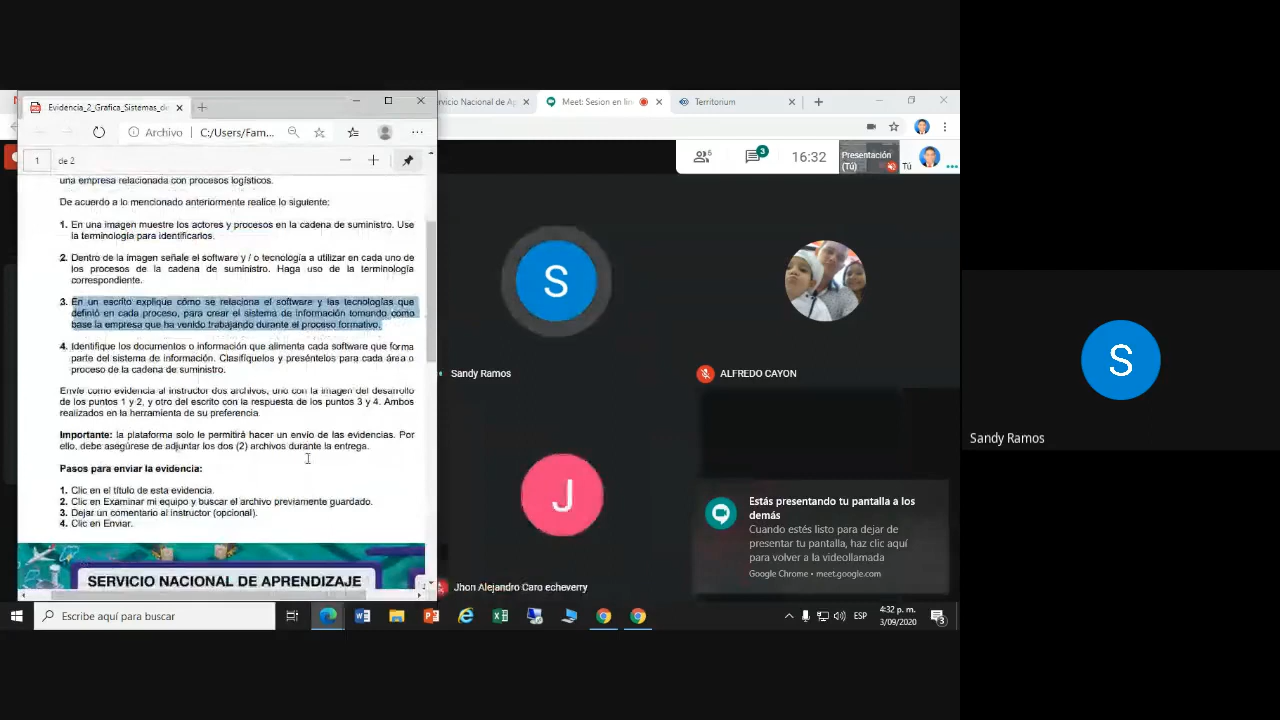 Evidencia_2_Grafica_Sistemas_de
rvicio Nacional de Ap
Meet: Sesion en lin
Territorium
Archivo
C:/Users/Fam...
1
de 2
6
3
16:32
Presentación
(Tú)
Tú
una empresa relacionada con procesos logísticos.
De acuerdo a lo mencionado anteriormente realice lo siguiente;
1. En una imagen muestre los actores y procesos en la cadena de suministro. Use
la terminología para identificarlos.
2. Dentro de la imagen señale el software y / o tecnología a utilizar en cada uno de
los procesos de la cadena de suministro. Haga uso de la terminología
correspondiente.
3. En un escrito explique cómo se relaciona el software y las tecnologías que
definió en cada proceso, para crear el sistema de información tomando como
base la empresa que ha venido trabajando durante el proceso formativo.
4. Identifique los documentos o información que alimenta cada software que forma
parte del sistema de información. Clasifíquelos y preséntelos para cada área o
proceso de la cadena de suministro.
Envíe como evidencia al instructor dos archivos, uno con la imagen del desarrollo
de los puntos 1 y 2, y otro del escrito con la respuesta de los puntos 3 y 4. Ambos
realizados en la herramienta de su preferencia.
Importante: la plataforma solo le permitirá hacer un envío de las evidencias. Por
ello, debe asegúrese de adjuntar los dos (2) archivos durante la entrega.
Pasos para enviar la evidencia:
1. Clic en el título de esta evidencia.
2. Clic en Examinar mi equipo y buscar el archivo previamente guardado.
3. Dejar un comentario al instructor (opcional).
4. Clic en Enviar.
SERVICIO NACIONAL DE APRENDIZAJE
S
Sandy Ramos
ALFREDO CAYON
J
Jhon Alejandro Caro echeverry
Estás presentando tu pantalla a los
demás
Cuando estés listo para dejar de
presentar tu pantalla, haz clic aquí
para volver a la videollamada
Google Chrome • meet.google.com
S
Sandy Ramos
Escribe aquí para buscar
ESP
4:32 p. m.
3/09/2020
3